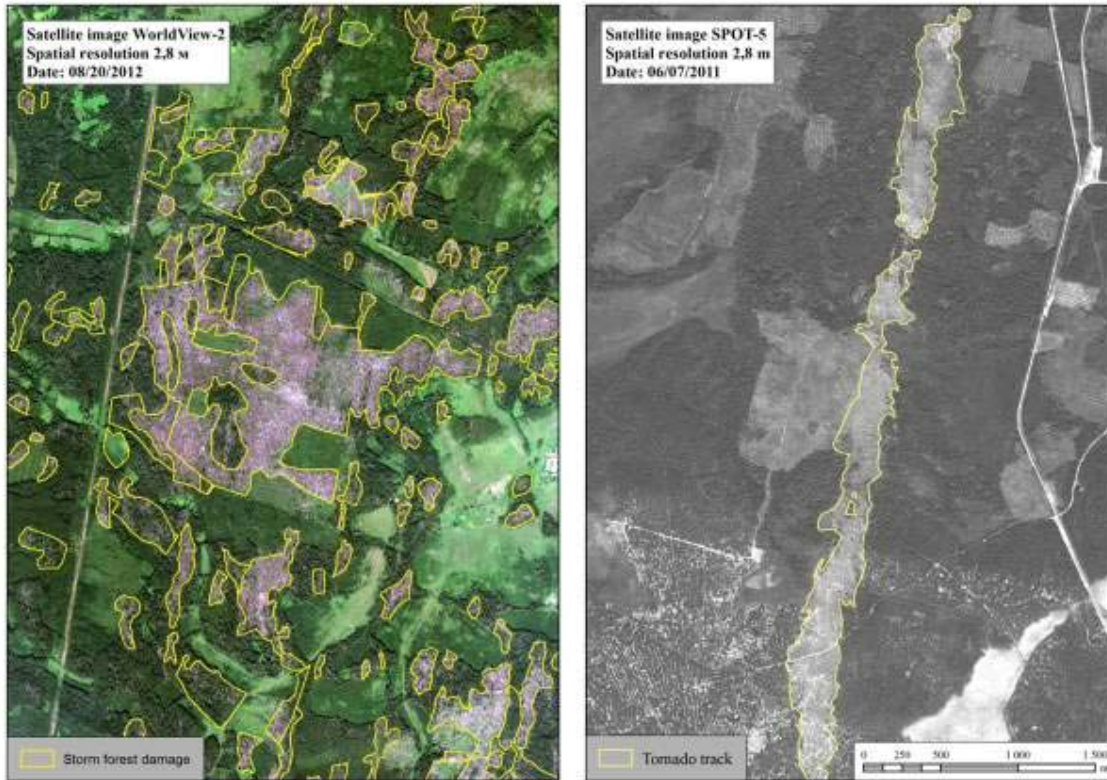 Satellite image WorldView-2
Spatial resolution 2,8 м
Date: 08/20/2012
Satellite image SPOT-5
Spatial resolution 2,8 m
Date: 06/07/2011
Storm forest damage
Tornado track
0 250 500 1 000 1 500
m